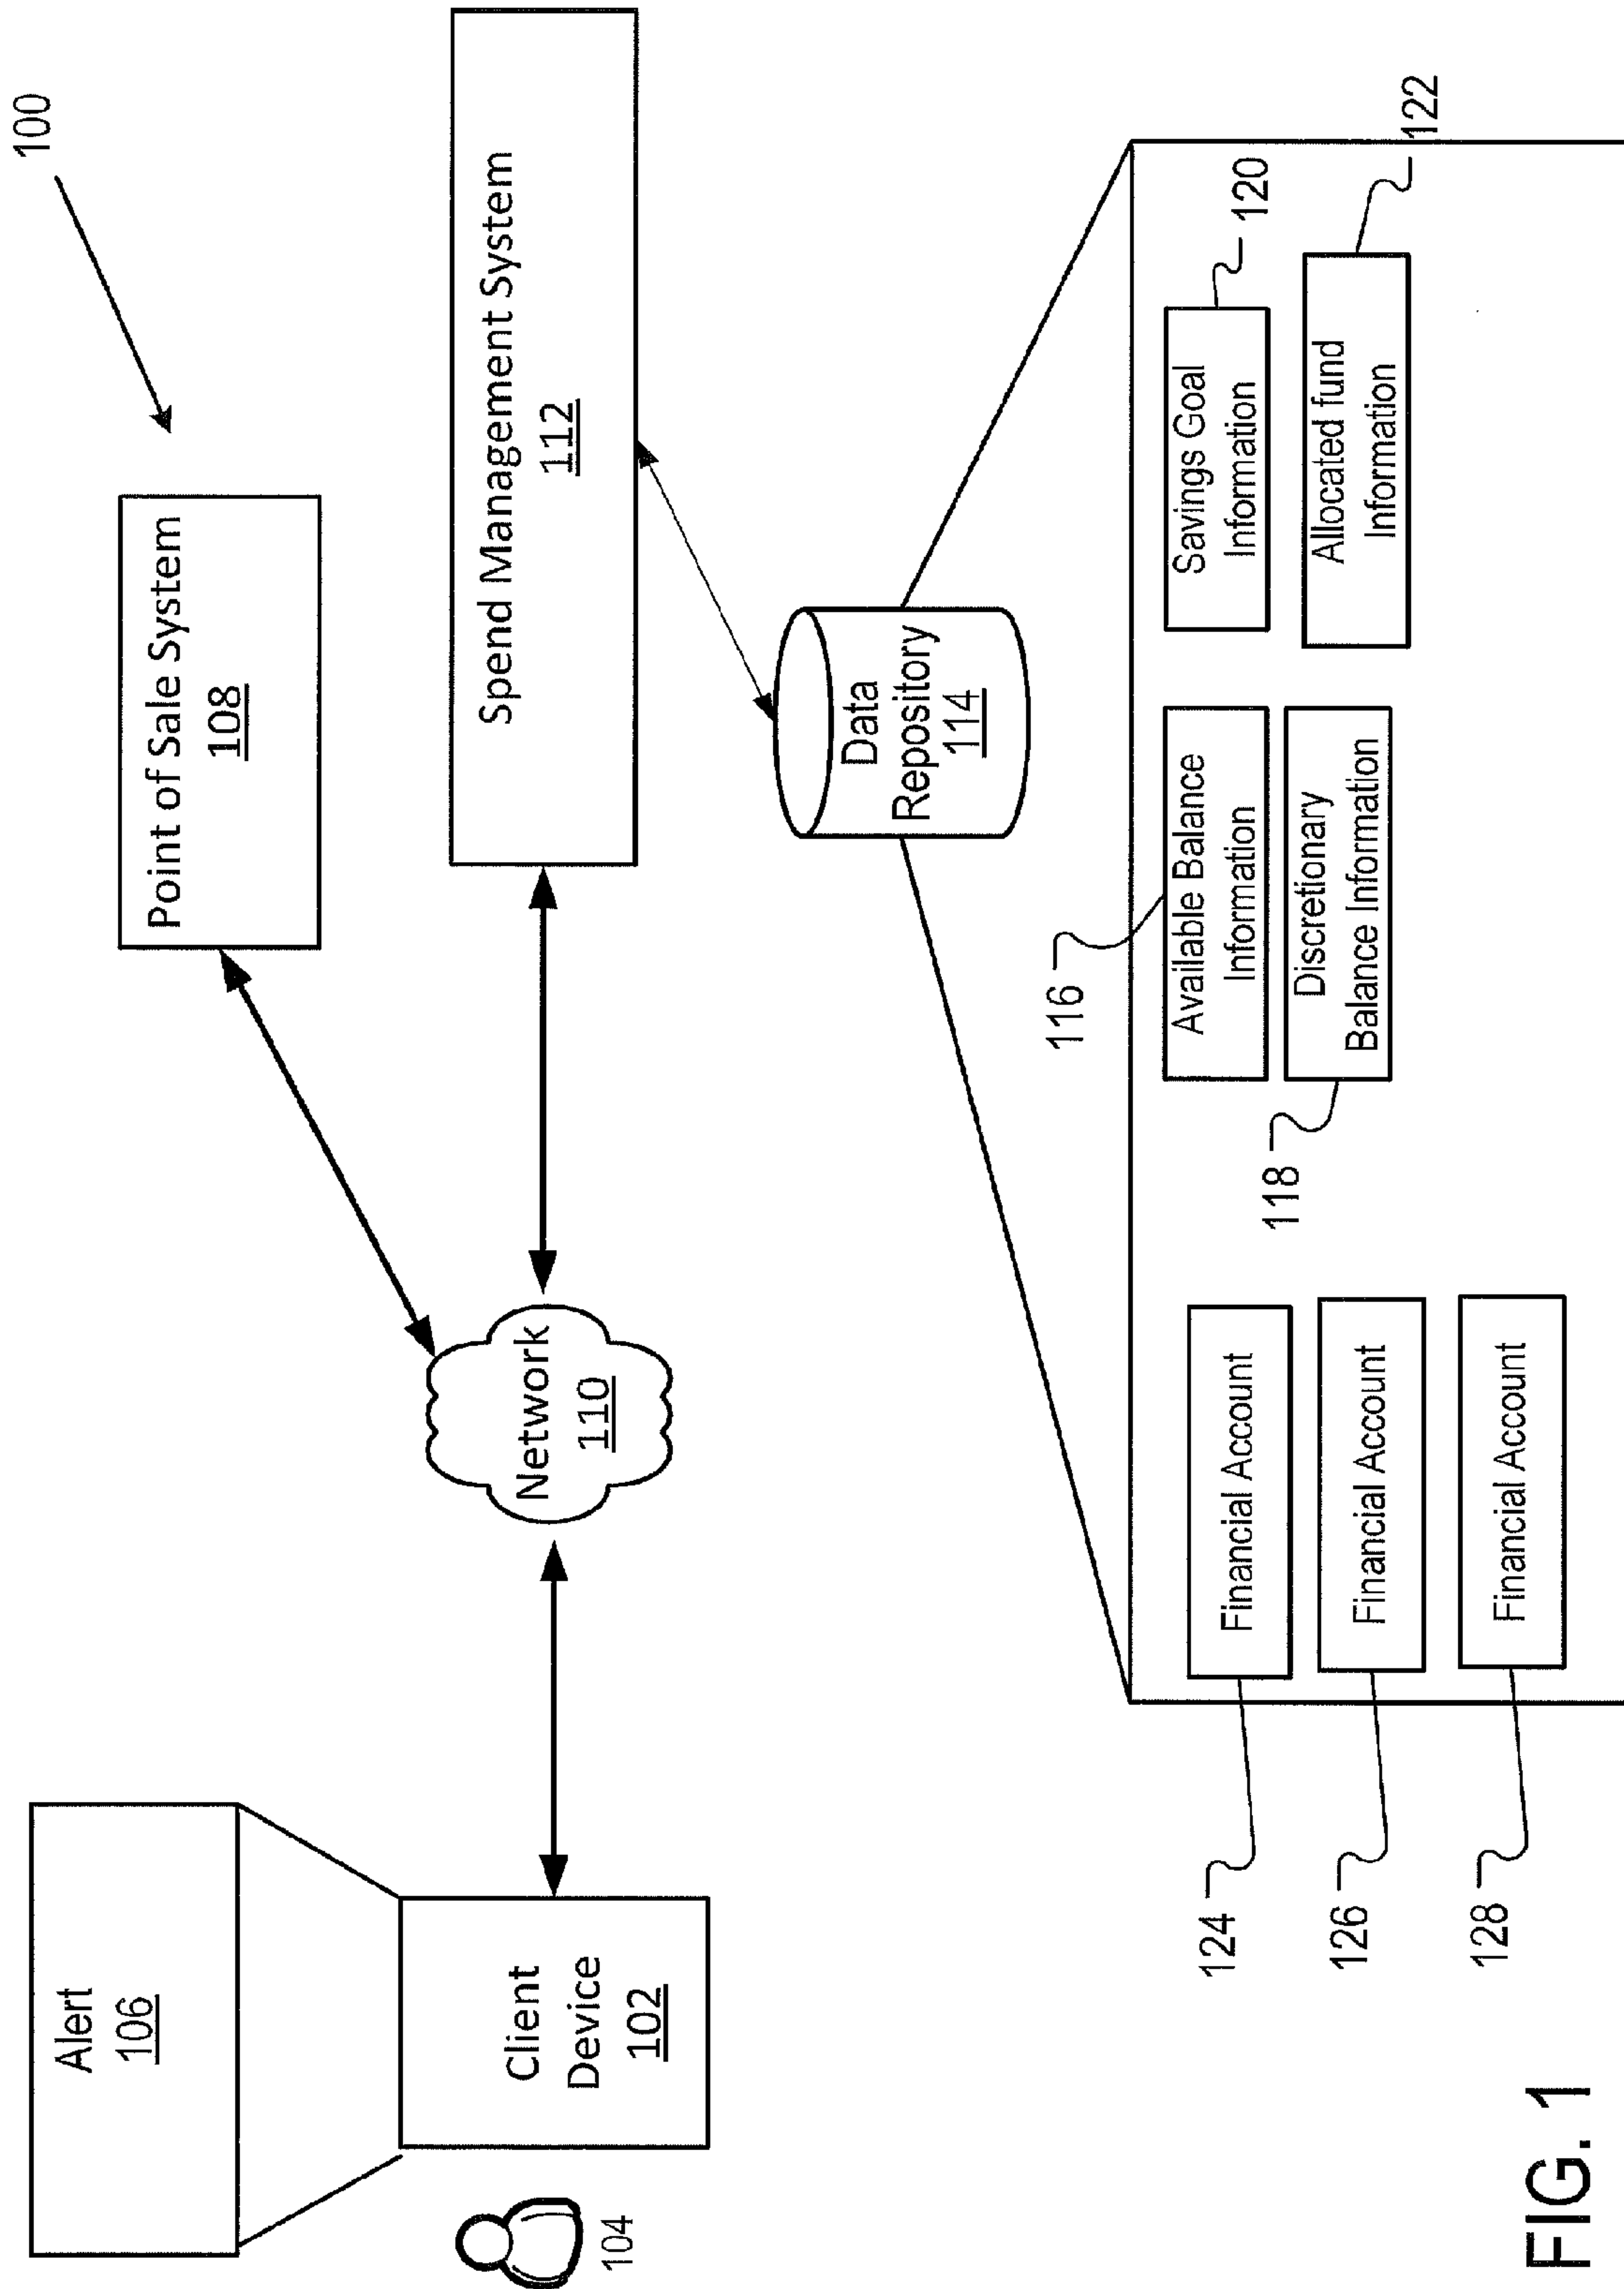 100
Alert
106
Point of Sale System
108
Client
Device
102
104
Network
110
Spend Management System
112
Data
Repository
114
116
Available Balance
Information
118
Discretionary
Balance Information
Savings Goal
Information
120
Allocated fund
Information
122
124
Financial Account
126
Financial Account
128
Financial Account
FIG. 1